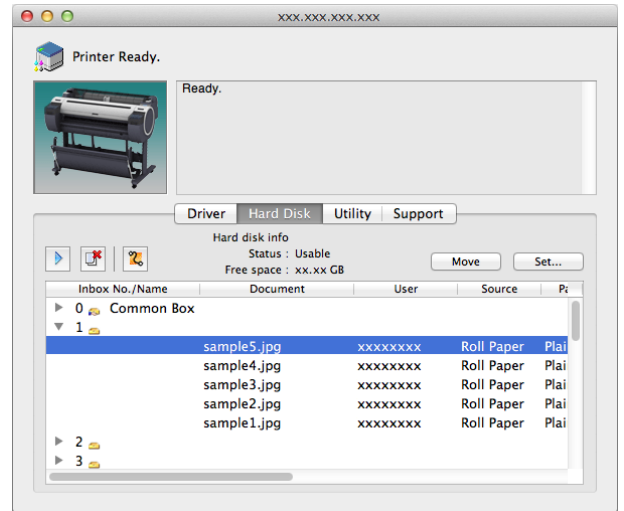 xxx.xxx.xxx.xxx
Printer Ready.
Ready.
Driver Hard Disk Utility Support
Hard disk info
Status : Usable
Free space : xx.xx GB
Move Set...
Inbox No./Name Document User Source Pa
0 Common Box
1
sample5.jpg xxxxxxxx Roll Paper Plai
sample4.jpg xxxxxxxx Roll Paper Plai
sample3.jpg xxxxxxxx Roll Paper Plai
sample2.jpg xxxxxxxx Roll Paper Plai
sample1.jpg xxxxxxxx Roll Paper Plai
2
3